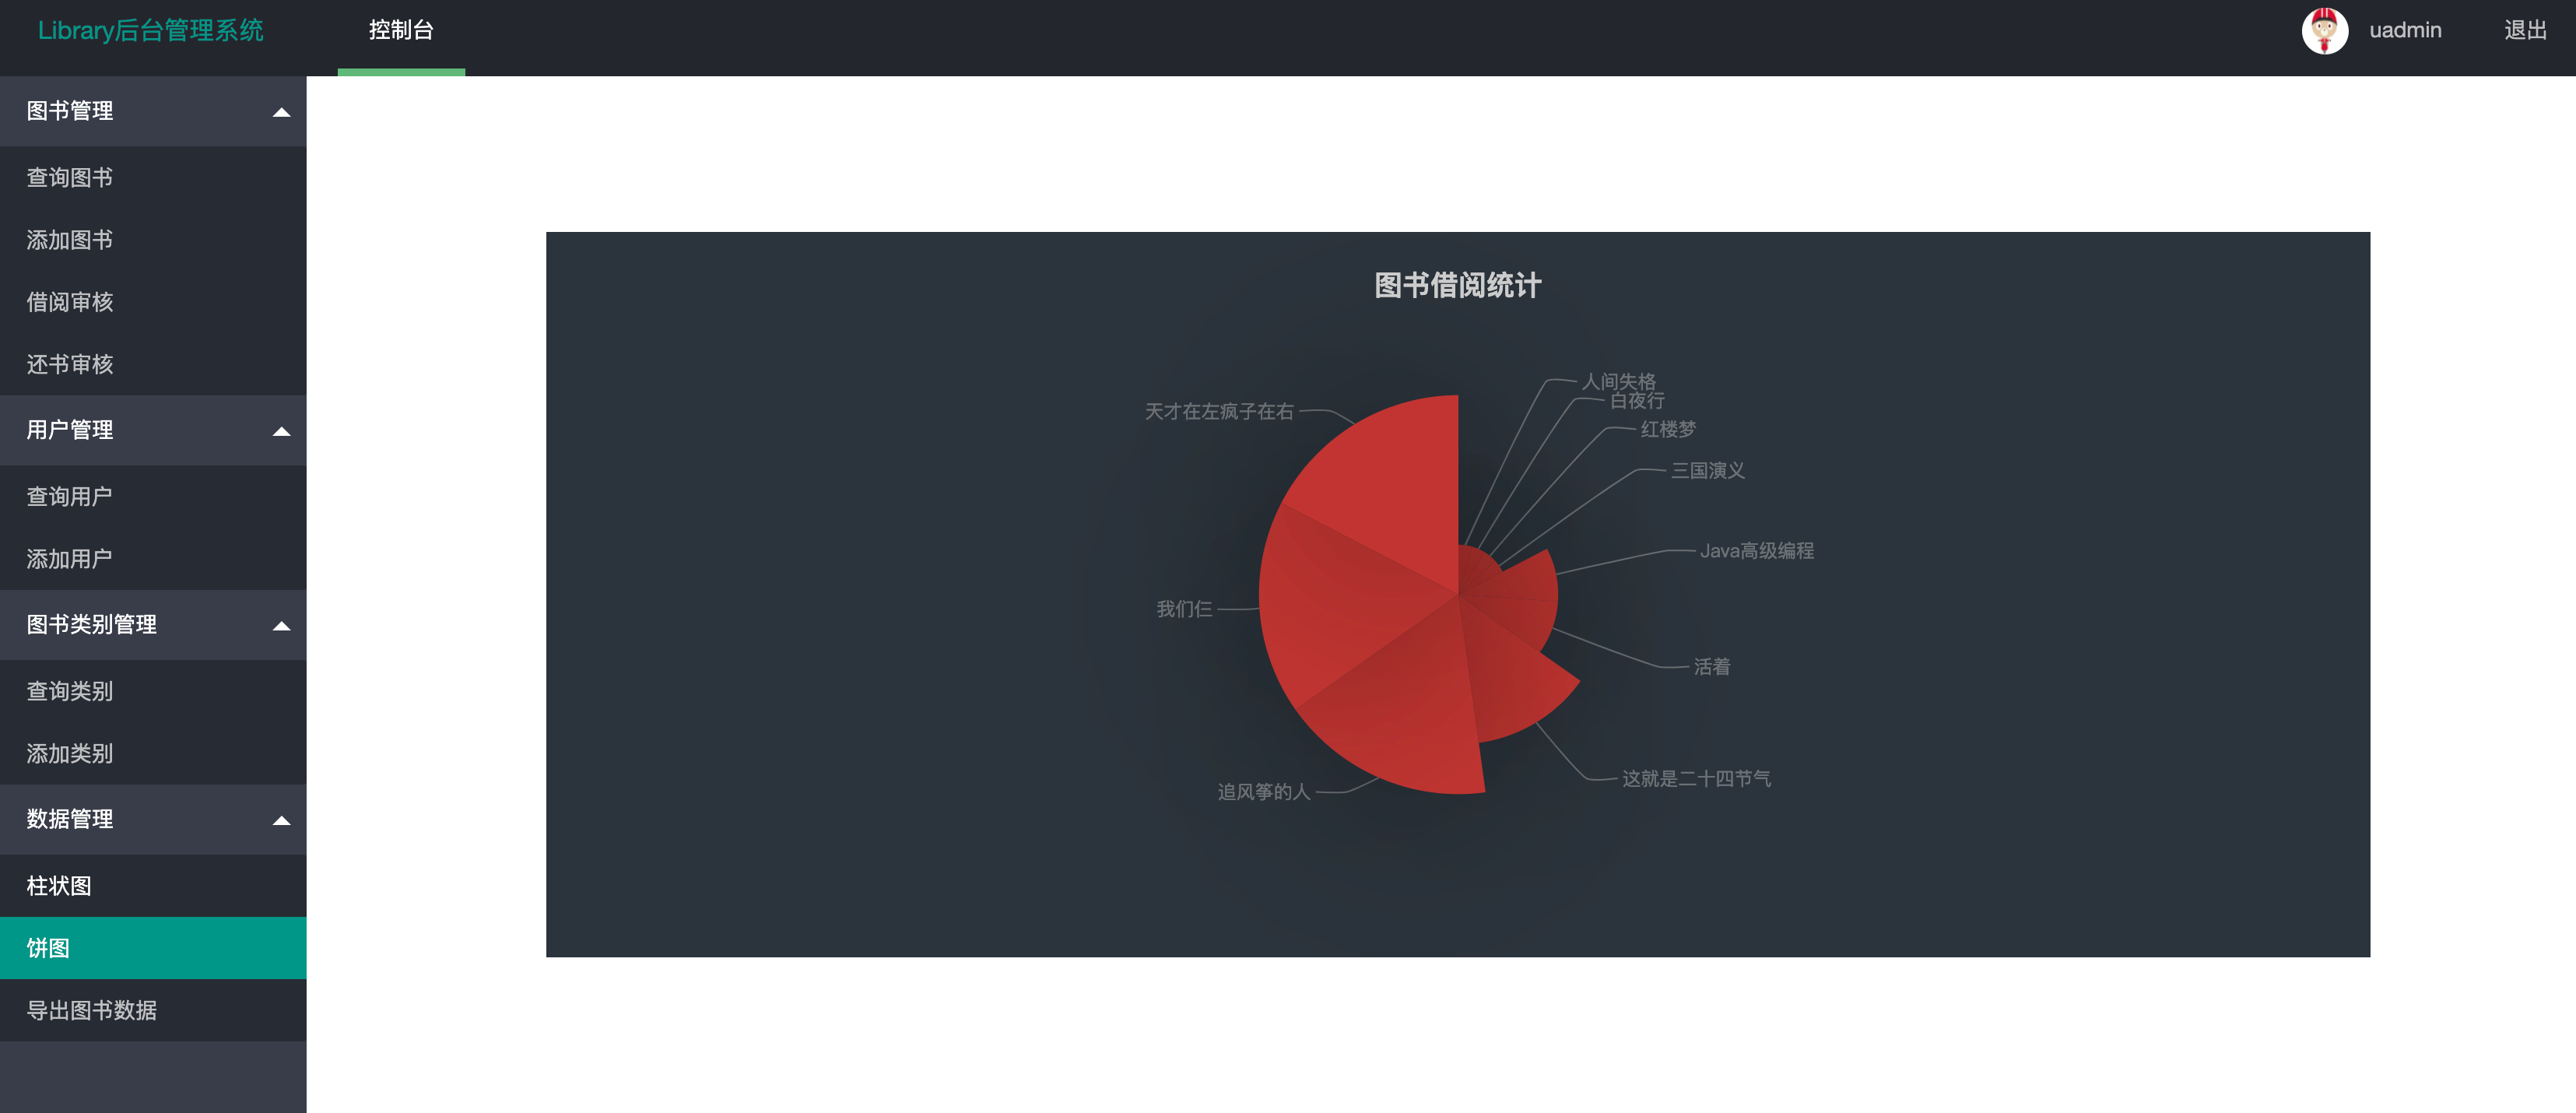 Library后台管理系统
控制台
uadmin
退出
图书管理
查询图书
添加图书
借阅审核
还书审核
用户管理
查询用户
添加用户
图书类别管理
查询类别
添加类别
数据管理
柱状图
饼图
导出图书数据
图书借阅统计
人间失格
白夜行
红楼梦
三国演义
Java高级编程
活着
这就是二十四节气
追风筝的人
我们仨
天才在左疯子在右